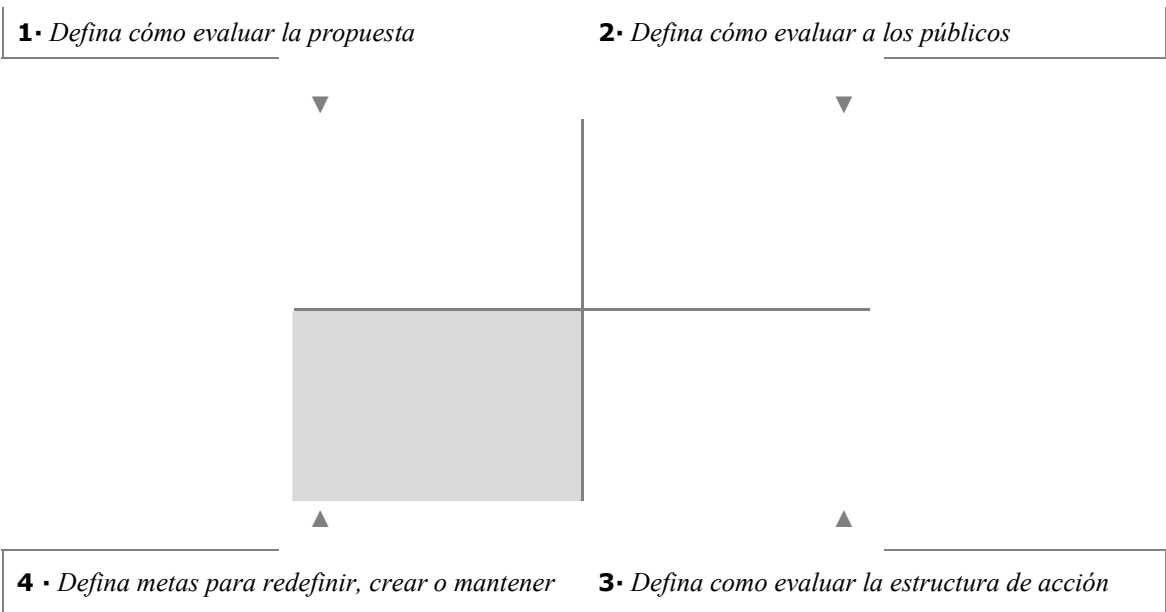 1· Defina cómo evaluar la propuesta
2· Defina cómo evaluar a los públicos
4 · Defina metas para redefinir, crear o mantener
3· Defina como evaluar la estructura de acción